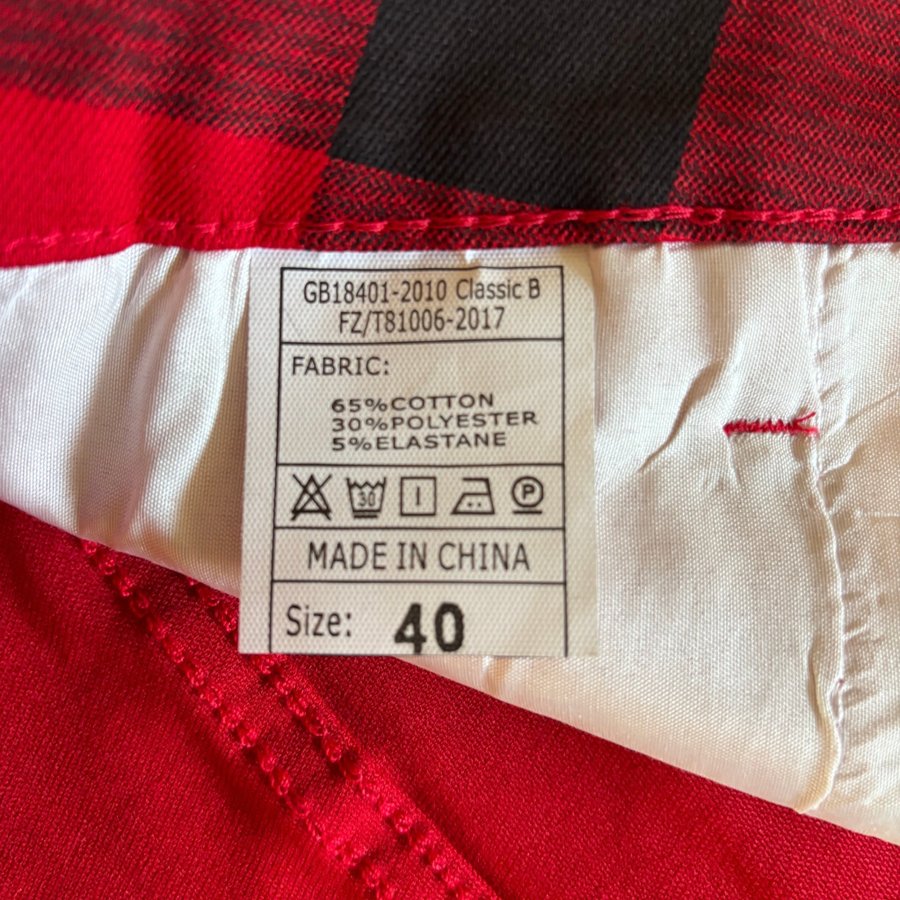 GB18401-2010 Classic B
FZ/T81006-2017
FABRIC:
65%COTTON
30%POLYESTER
5%ELASTANE
30 P
MADE IN CHINA
Size: 40